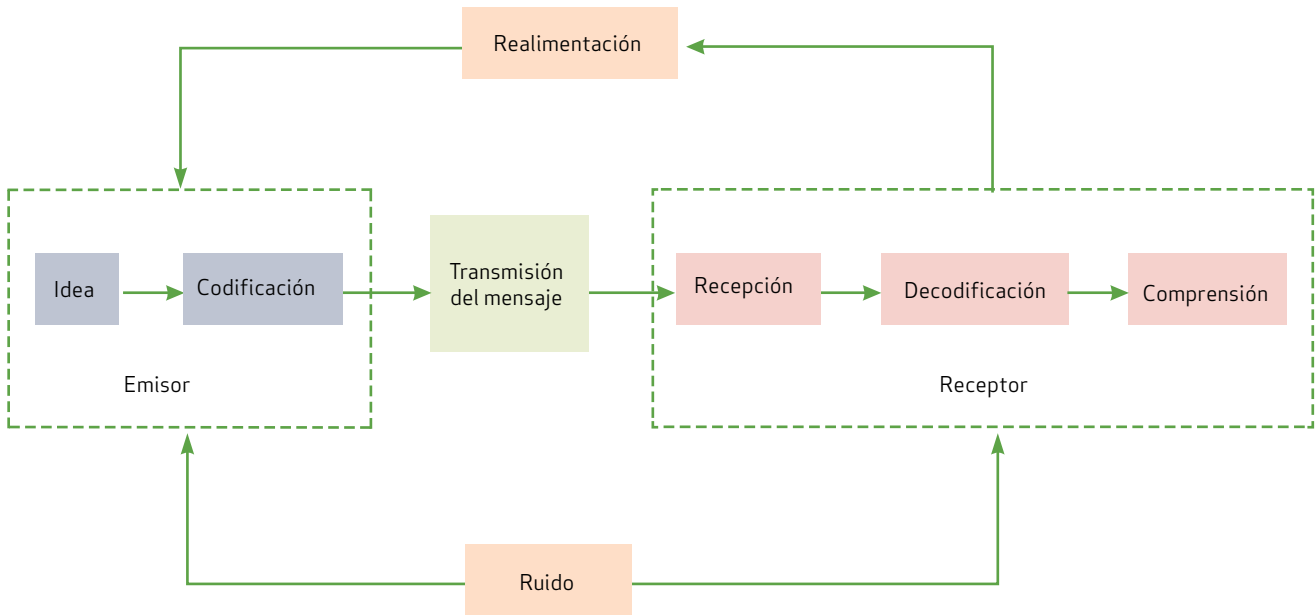 Realimentación
Idea
Codificación
Transmisión
del mensaje
Recepción
Decodificación
Comprensión
Emisor
Receptor
Ruido